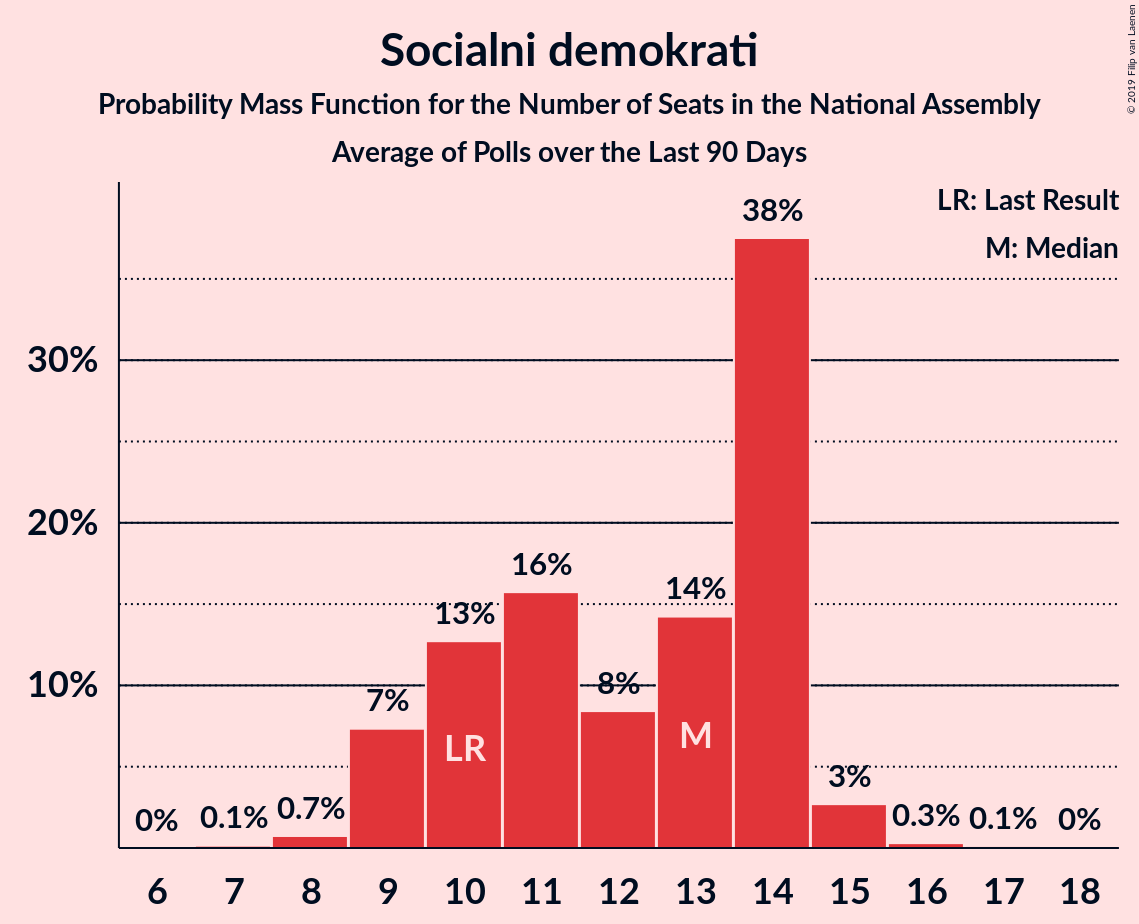 Socialni demokrati
Probability Mass Function for the Number of Seats in the National Assembly
Average of Polls over the Last 90 Days
© 2019 Filip van Laenen
LR: Last Result
M: Median
38%
30%
16%
20%
14%
13%
10%
8%
7%
LR
M
3%
0%
0.1%
0.7%
0.3%
0.1%
0%
6 7 8 9 10 11 12 13 14 15 16 17 18